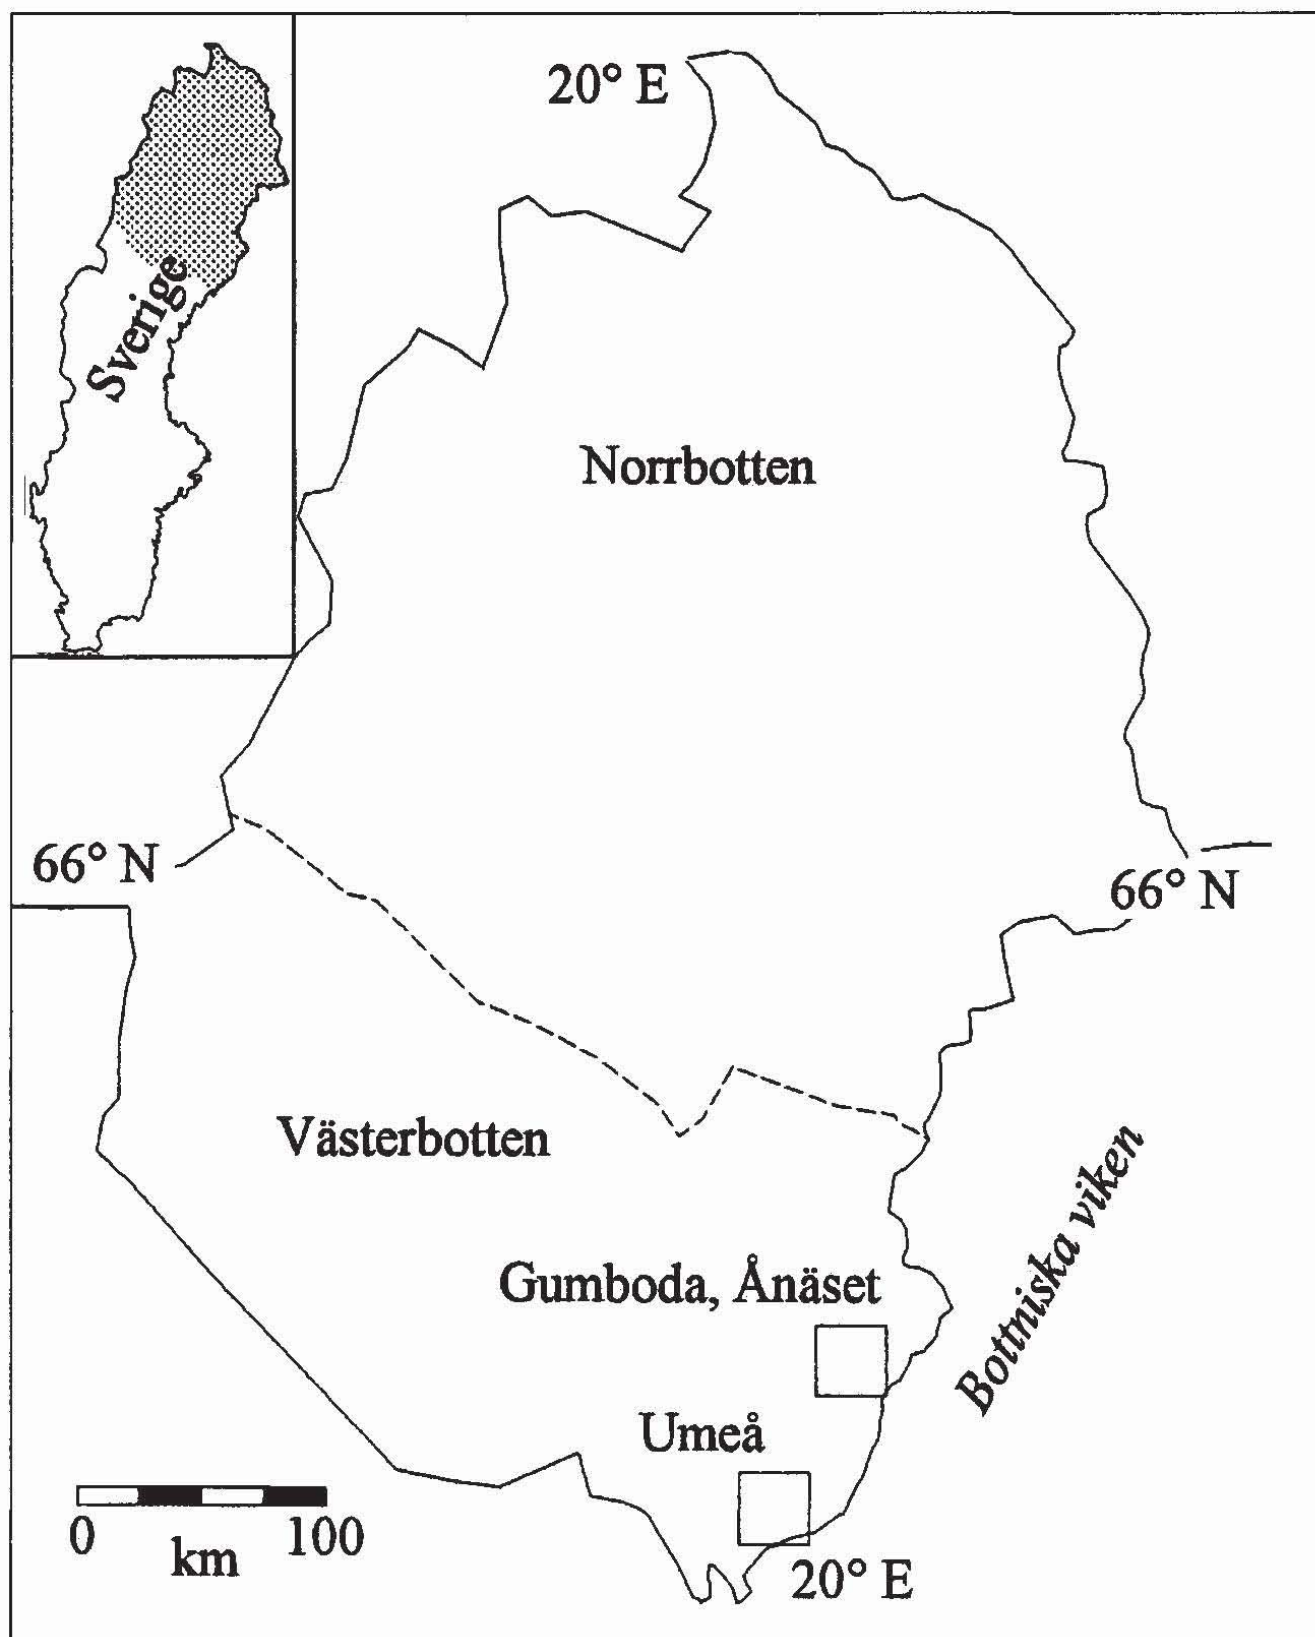 20° E
Sverige
Norrbotten
66° N
66° N
Västerbotten
Bottniska viken
Gumboda, Ånäset
Umeå
0 100
km
20° E